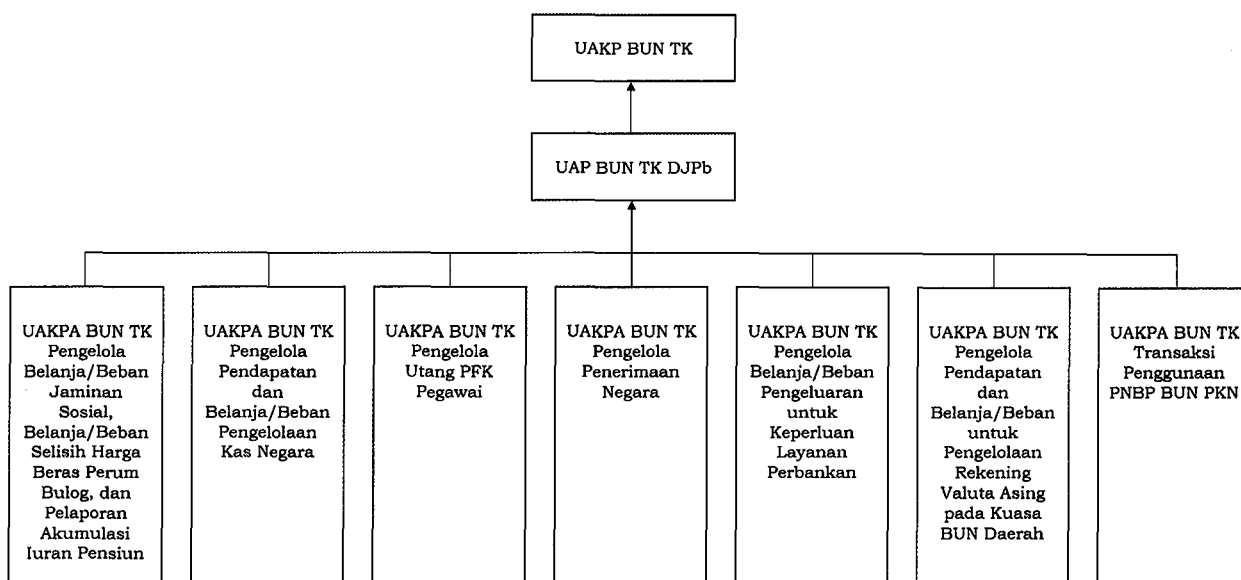 UAKP BUN TK
UAP BUN TK DJPb
UAKPA BUN TK
Pengelola
Belanja/Beban
Jaminan
Sosial,
Belanja/Beban
Selisih Harga
Beras Perum
Bulog, dan
Pelaporan
Akumulasi
Iuran Pensiun
UAKPA BUN TK
Pengelola
Pendapatan
dan
Belanja/Beban
Pengelolaan
Kas Negara
UAKPA BUN TK
Pengelola
Utang PFK
Pegawai
UAKPA BUN TK
Pengelola
Penerimaan
Negara
UAKPA BUN TK
Pengelola
Belanja/Beban
Pengeluaran
untuk
Keperluan
Layanan
Perbankan
UAKPA BUN TK
Pengelola
Pendapatan
dan
Belanja/Beban
untuk
Pengelolaan
Rekening
Valuta Asing
pada Kuasa
BUN Daerah
UAKPA BUN TK
Transaksi
Penggunaan
PNBP BUN PKN